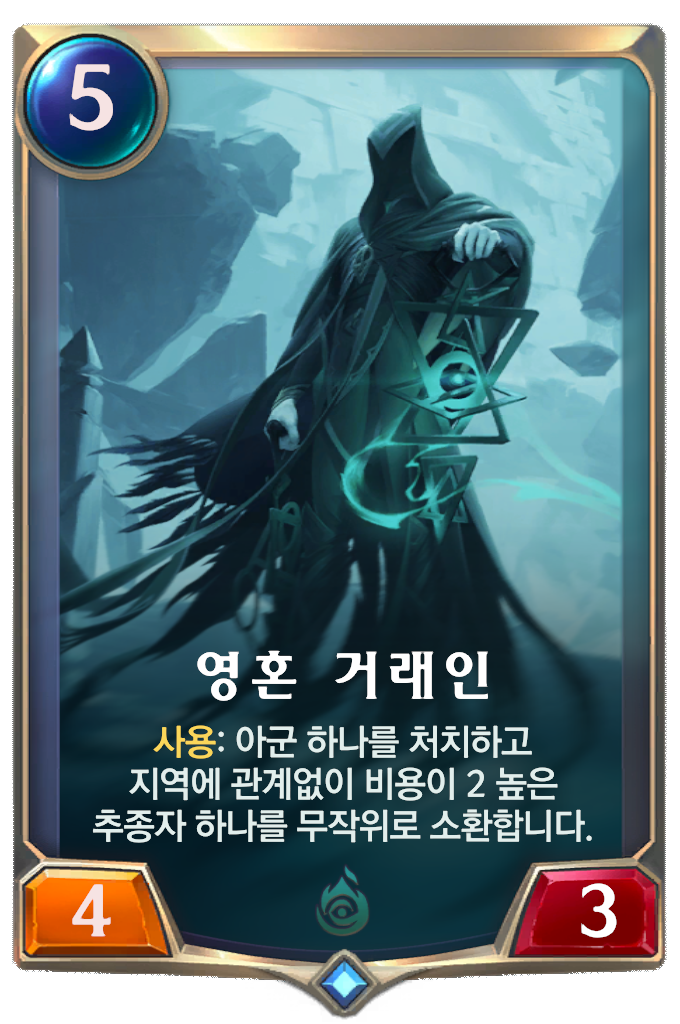 5
영혼 거래인
사용: 아군 하나를 처치하고
지역에 관계없이 비용이 2 높은
추종자 하나를 무작위로 소환합니다.
4
3